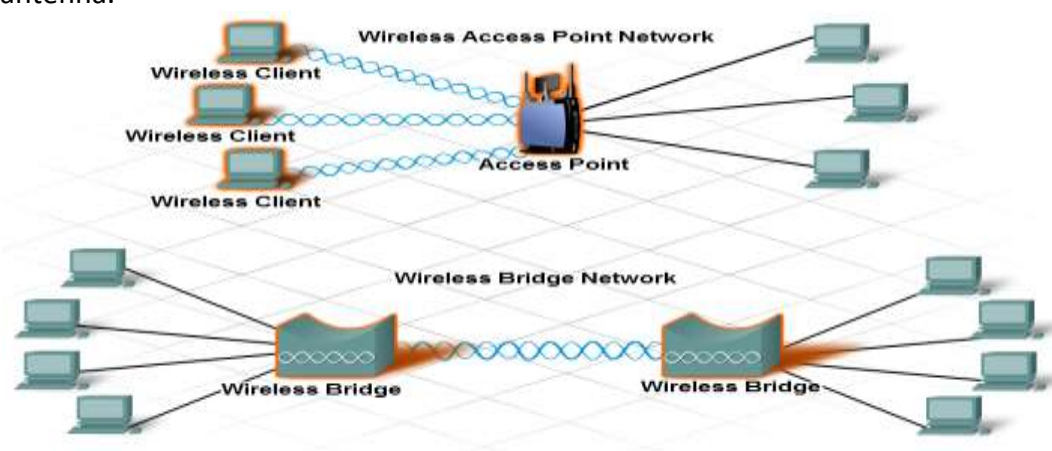 antenna.
Wireless Access Point Network
Wireless Client
Wireless Client
Access Point
Wireless Client
Wireless Bridge Network
Wireless Bridge
Wireless Bridge